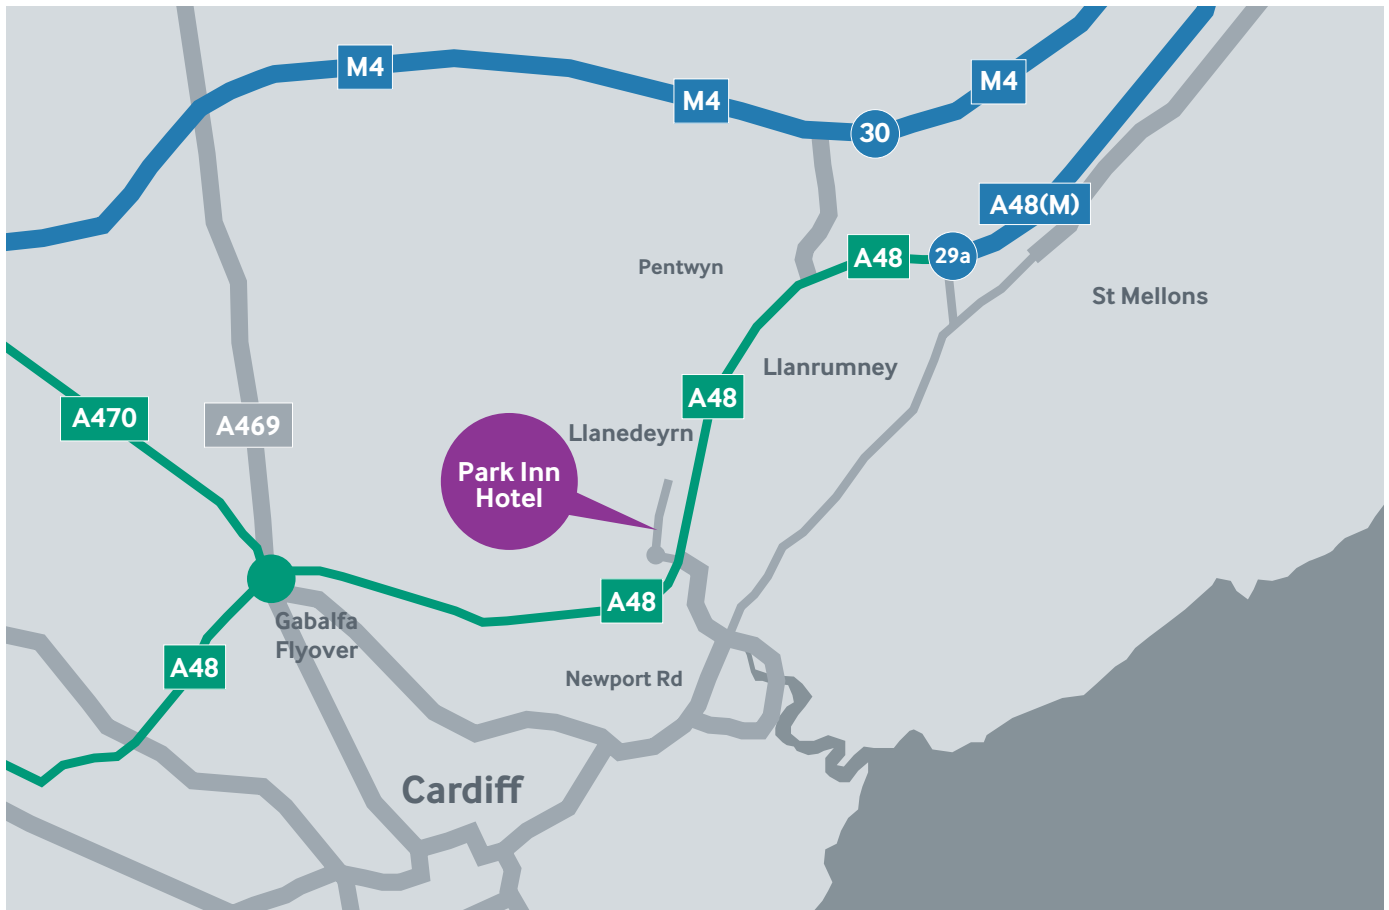 M4
M4
M4
30
A48(M)
A48
29a
Pentwyn
St Mellons
Llanrumney
A48
A470
A469
Llanedeyrn
Park Inn
Hotel
A48
Gabalfa
Flyover
A48
Newport Rd
Cardiff